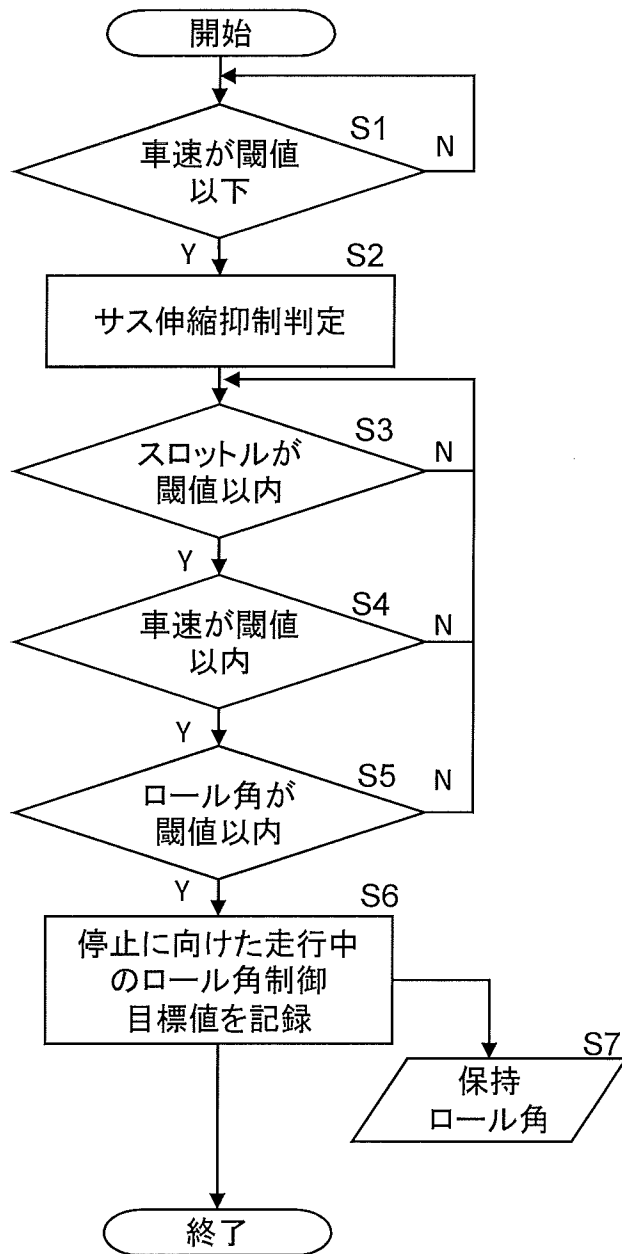 開始
S1
車速が閾値
以下
N
Y
S2
サス伸縮抑制判定
S3
スロットルが
閾値以内
N
Y
S4
車速が閾値
以内
N
Y
S5
ロール角が
閾値以内
N
Y
S6
停止に向けた走行中
のロール角制御
目標値を記録
S7
保持
ロール角
終了